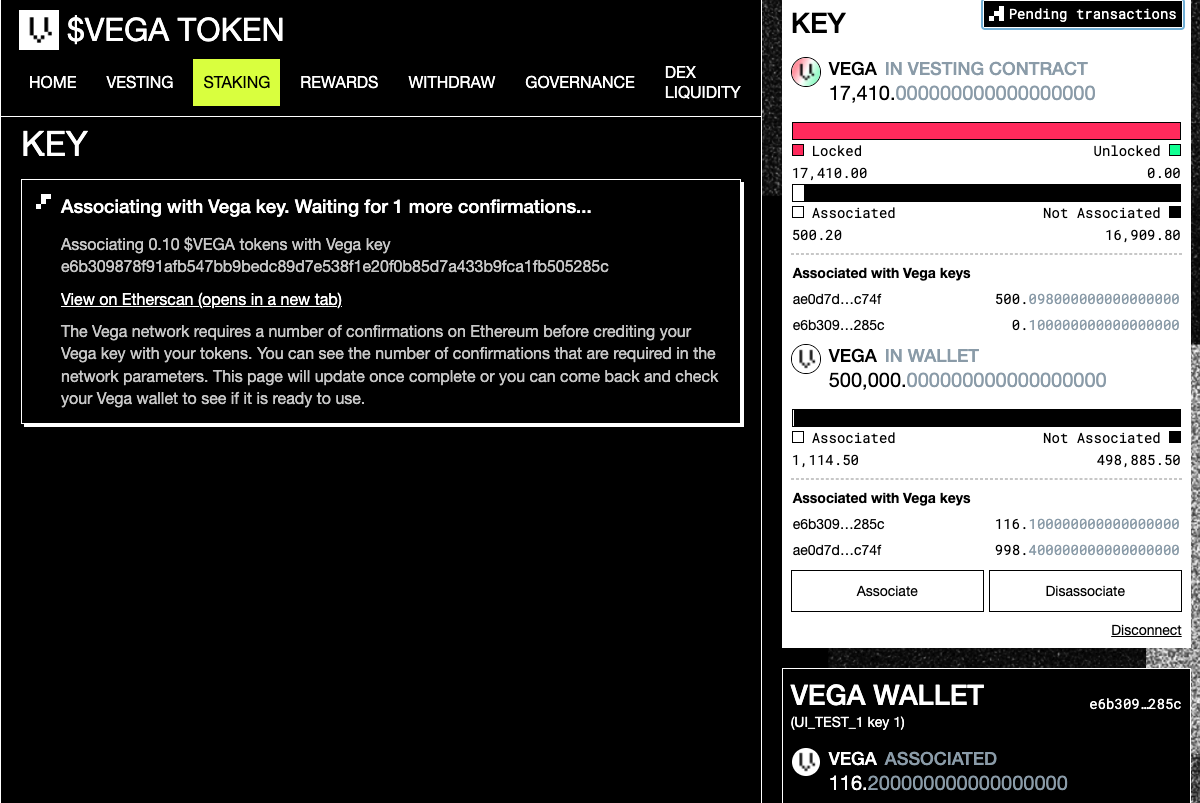 $VEGA TOKEN
HOME VESTING STAKING REWARDS WITHDRAW GOVERNANCE DEX LIQUIDITY
KEY
Associating with Vega key. Waiting for 1 more confirmations...
Associating 0.10 $VEGA tokens with Vega key
e6b309878f91afb547bb9bedc89d7e538f1e20f0b85d7a433b9fca1fb505285c
View on Etherscan (opens in a new tab)
The Vega network requires a number of confirmations on Ethereum before crediting your
Vega key with your tokens. You can see the number of confirmations that are required in the
network parameters. This page will update once complete or you can come back and check
your Vega wallet to see if it is ready to use.
KEY
Pending transactions
VEGA IN VESTING CONTRACT
17,410.000000000000000000
Locked Unlocked
17,410.00 0.00
Associated Not Associated
500.20 16,909.80
Associated with Vega keys
ae0d7d…c74f 500.098000000000000000
e6b309…285c 0.100000000000000000
VEGA IN WALLET
500,000.000000000000000000
Associated Not Associated
1,114.50 498,885.50
Associated with Vega keys
e6b309…285c 116.100000000000000000
ae0d7d…c74f 998.400000000000000000
Associate Disassociate
Disconnect
VEGA WALLET e6b309…285c
(UI_TEST_1 key 1)
VEGA ASSOCIATED
116.200000000000000000